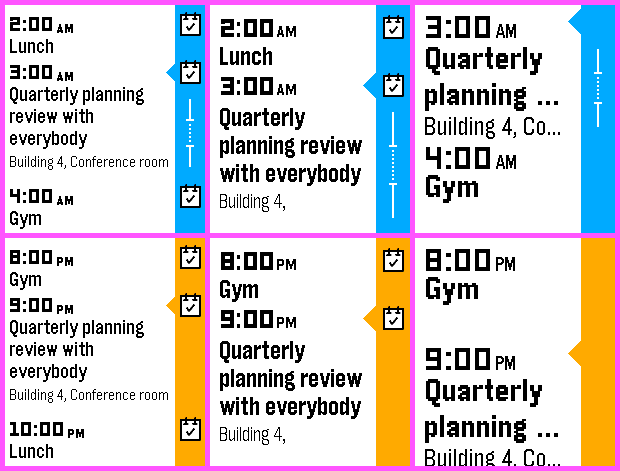 2:00 AM
Lunch
3:00 AM
Quarterly planning
review with
everybody
Building 4, Conference room
4:00 AM
Gym
2:00 AM
Lunch
3:00 AM
Quarterly
planning review
with everybody
Building 4,
3:00 AM
Quarterly
planning ...
Building 4, Co...
4:00 AM
Gym
8:00 PM
Gym
9:00 PM
Quarterly planning
review with
everybody
Building 4, Conference room
10:00 PM
Lunch
8:00 PM
Gym
9:00 PM
Quarterly
planning review
with everybody
Building 4,
8:00 PM
Gym
9:00 PM
Quarterly
planning ...
Building 4, Co...